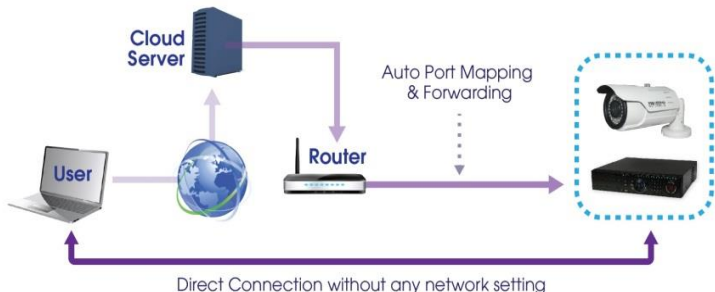 Cloud
Server
Auto Port Mapping
& Forwarding
User
Router
Direct Connection without any network setting